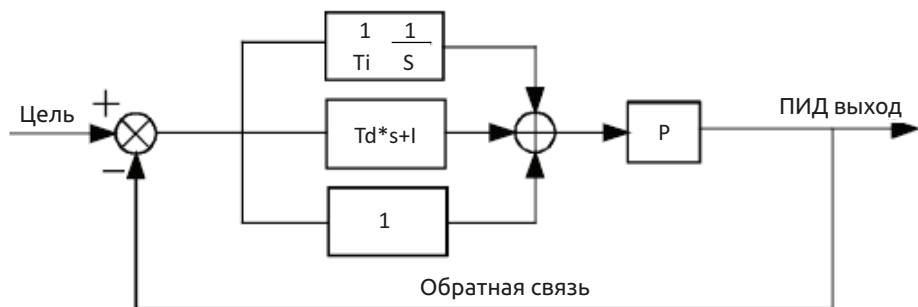 1 1
Ti S
Цель
+
−
Td*s+I
1
P
ПИД выход
Обратная связь